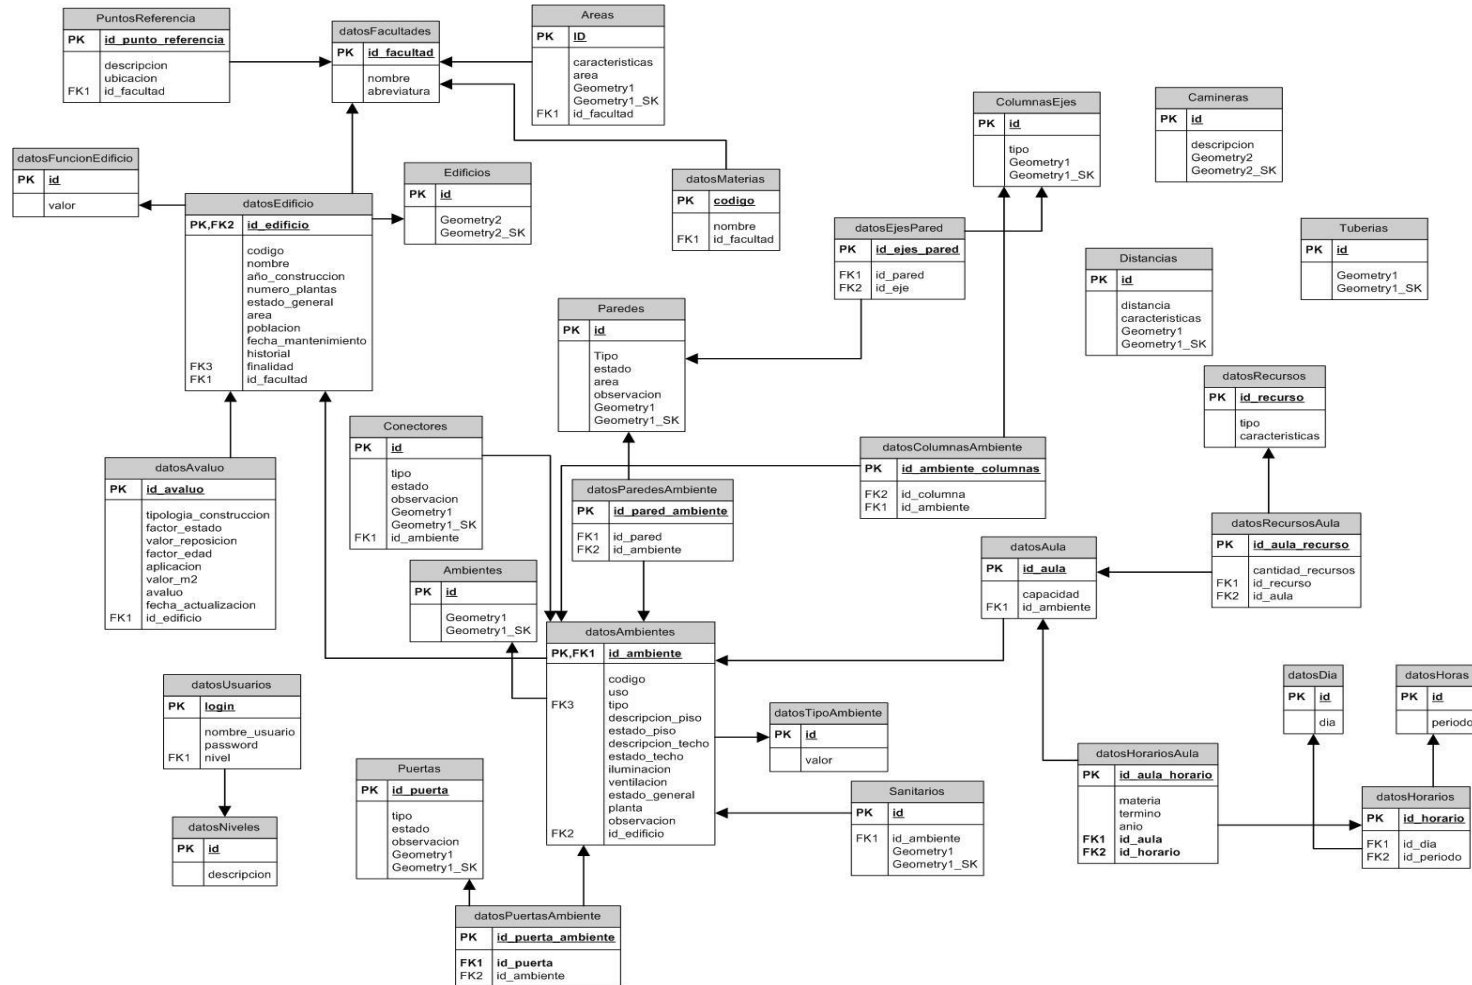 PuntosReferencia
PK id_punto_referencia
descripcion
ubicacion
FK1 id_facultad
datosFacultades
PK id_facultad
nombre
abreviatura
Areas
PK ID
caracteristicas
area
Geometry1
Geometry1_SK
FK1 id_facultad
ColumnasEjes
PK id
tipo
Geometry1
Geometry1_SK
Camineras
PK id
descripcion
Geometry2
Geometry2_SK
datosFuncionEdificio
PK id
valor
Edificios
PK id
Geometry2
Geometry2_SK
datosMaterias
PK codigo
nombre
FK1 id_facultad
datosEdificio
PK,FK2 id_edificio
codigo
nombre
año_construccion
numero_plantas
estado_general
area
poblacion
fecha_mantenimiento
historial
FK3 finalidad
FK1 id_facultad
datosEjesPared
PK id_ejes_pared
FK1 id_pared
FK2 id_eje
Distancias
PK id
distancia
caracteristicas
Geometry1
Geometry1_SK
Tuberias
PK id
Geometry1
Geometry1_SK
Paredes
PK id
Tipo
estado
area
observacion
Geometry1
Geometry1_SK
datosRecursos
PK id_recurso
tipo
caracteristicas
Conectores
PK id
tipo
estado
observacion
Geometry1
Geometry1_SK
FK1 id_ambiente
datosColumnasAmbiente
PK id_ambiente_columnas
FK2 id_columna
FK1 id_ambiente
datosAvaluo
PK id_avaluo
tipologia_construccion
factor_estado
valor_reposicion
factor_edad
aplicacion
valor_m2
avaluo
fecha_actualizacion
FK1 id_edificio
datosParedesAmbiente
PK id_pared_ambiente
FK1 id_pared
FK2 id_ambiente
datosRecursosAula
PK id_aula_recurso
cantidad_recursos
FK1 id_recurso
FK2 id_aula
datosAula
PK id_aula
capacidad
FK1 id_ambiente
Ambientes
PK id
Geometry1
Geometry1_SK
datosAmbientes
PK,FK1 id_ambiente
codigo
uso
FK3 tipo
descripcion_piso
estado_piso
descripcion_techo
estado_techo
iluminacion
ventilacion
estado_general
planta
observacion
FK2 id_edificio
datosUsuarios
PK login
nombre_usuario
password
FK1 nivel
datosDia
PK id
dia
datosHoras
PK id
periodo
datosTipoAmbiente
PK id
valor
datosHorariosAula
PK id_aula_horario
materia
termino
anio
FK1 id_aula
FK2 id_horario
Puertas
PK id_puerta
tipo
estado
observacion
Geometry1
Geometry1_SK
Sanitarios
PK id
FK1 id_ambiente
Geometry1
Geometry1_SK
datosHorarios
PK id_horario
FK1 id_dia
FK2 id_periodo
datosNiveles
PK id
descripcion
datosPuertasAmbiente
PK id_puerta_ambiente
FK1 id_puerta
FK2 id_ambiente